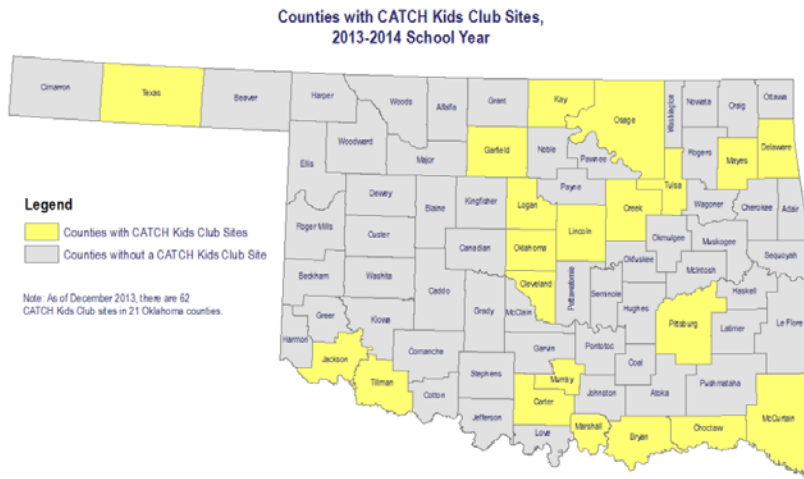 Counties with CATCH Kids Club Sites,
2013-2014 School Year
Cimarron
Texas
Beaver
Harper
Woods
Alfalfa
Grant
Kay
Osage
Washington
Nowata
Craig
Ottawa
Woodward
Ellis
Major
Garfield
Noble
Pawnee
Rogers
Mayes
Delaware
Tulsa
Payne
Dewey
Blaine
Kingfisher
Logan
Creek
Wagoner
Cherokee
Adair
Roger Mills
Custer
Canadian
Oklahoma
Lincoln
Okmulgee
Muskogee
Sequoyah
Okfuskee
McIntosh
Beckham
Washita
Caddo
Cleveland
Pottawatomie
Seminole
Hughes
Haskell
Grady
McClain
Pittsburg
Latimer
Le Flore
Greer
Kiowa
Harmon
Jackson
Comanche
Garvin
Pontotoc
Coal
Stephens
Murray
Johnston
Atoka
Pushmataha
Tillman
Cotton
Carter
Jefferson
Love
Marshall
Bryan
Choctaw
McCurtain
Legend
Counties with CATCH Kids Club Sites
Counties without a CATCH Kids Club Site
Note: As of December 2013, there are 62
CATCH Kids Club sites in 21 Oklahoma counties.